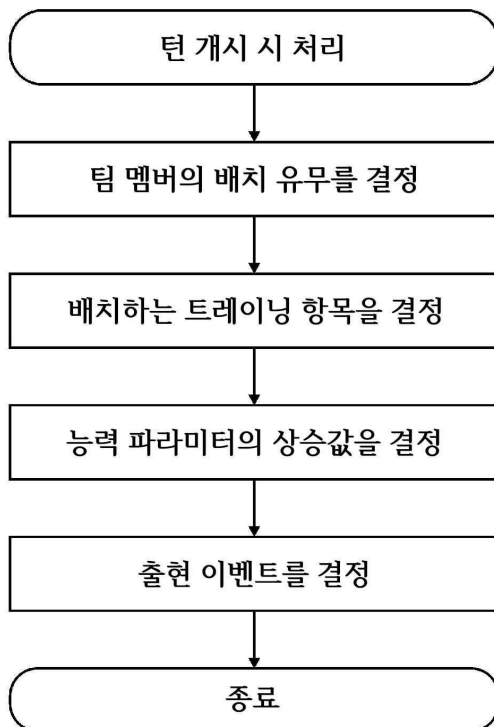 턴 개시 시 처리
팀 멤버의 배치 유무를 결정
배치하는 트레이닝 항목을 결정
능력 파라미터의 상승값을 결정
출현 이벤트를 결정
종료